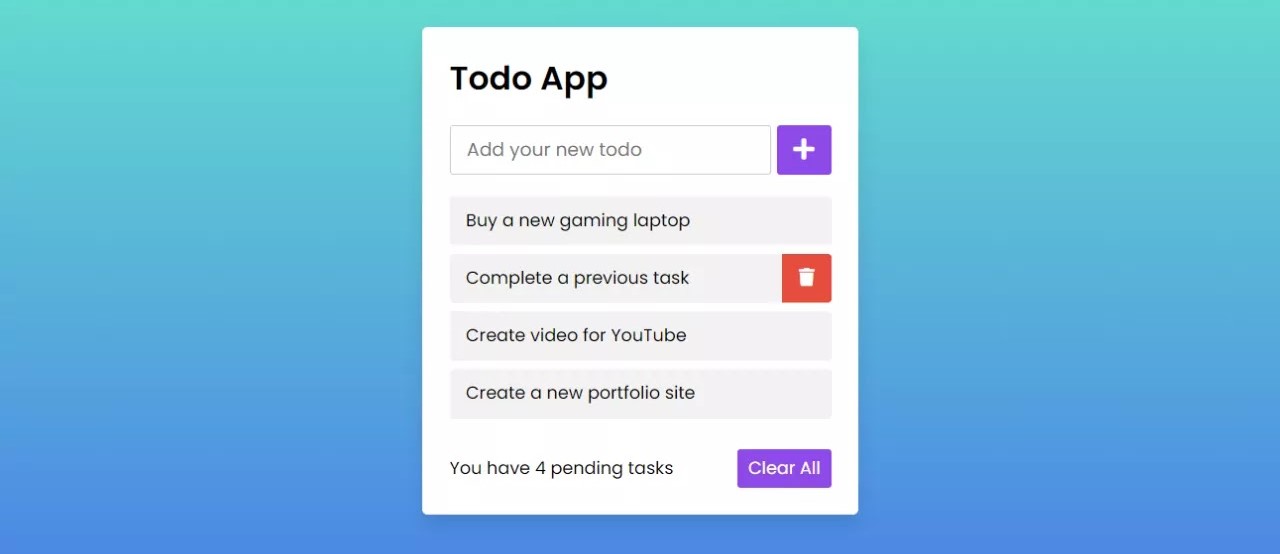 Todo App
Add your new todo
Buy a new gaming laptop
Complete a previous task
Create video for YouTube
Create a new portfolio site
You have 4 pending tasks
Clear All